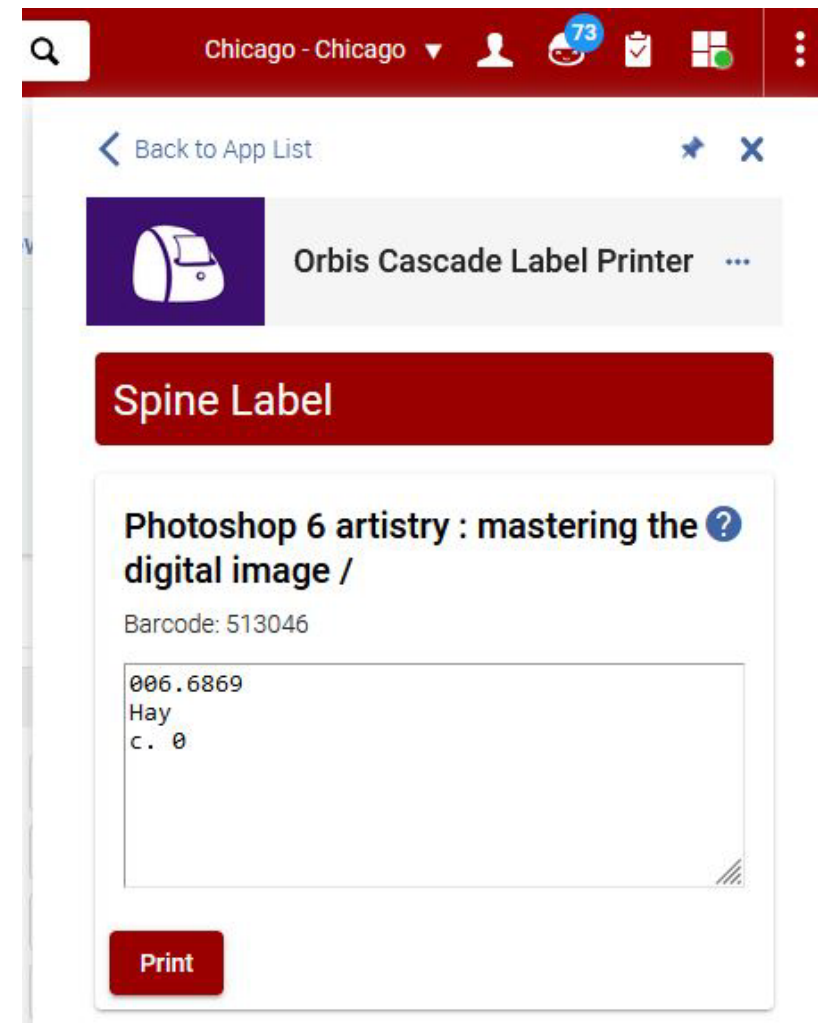 Chicago - Chicago
73
Back to App List
Orbis Cascade Label Printer
Spine Label
Photoshop 6 artistry : mastering the
digital image /
Barcode: 513046
006.6869
Hay
c. 0
Print